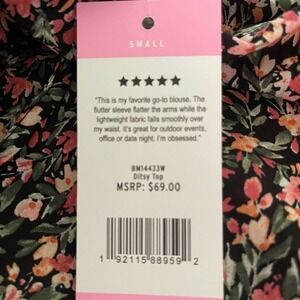 SMALL
★★★★★
"This is my favorite go-to blouse. The
flutter sleeve flatter the arms while the
lightweight fabric falls smoothly over
my waist. It's great for outdoor events,
office or date night. I'm obsessed."
BM14433W
Ditsy Top
MSRP: $69.00
1 92115 88959 2